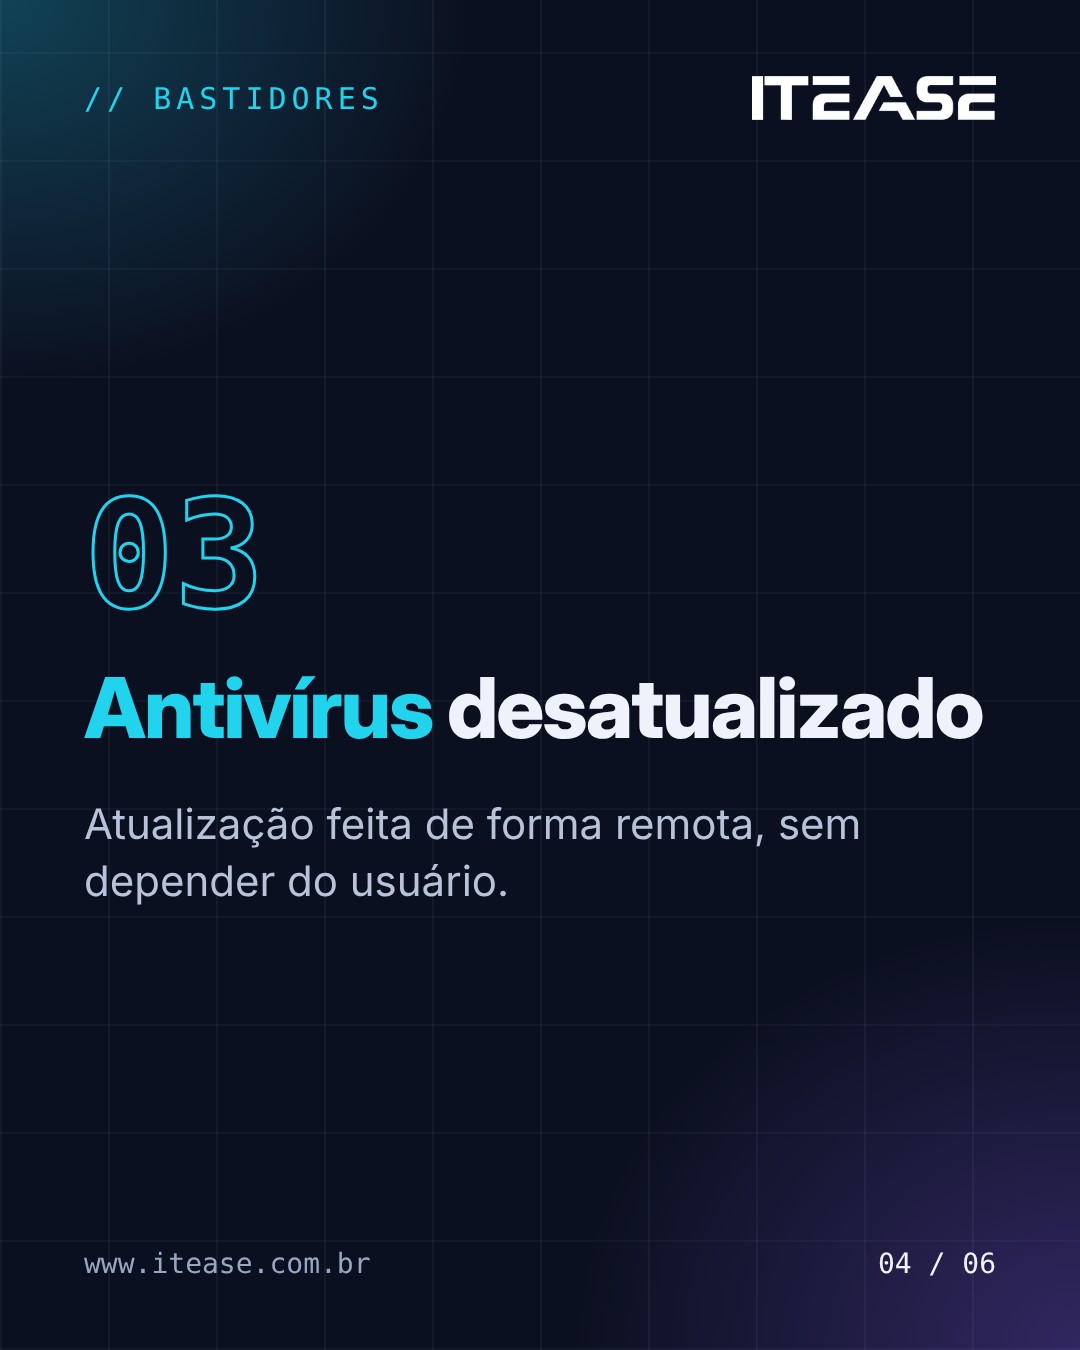 // BASTIDORES
ITEASE
03
Antivírus desatualizado
Atualização feita de forma remota, sem
depender do usuário.
www.itease.com.br
04 / 06